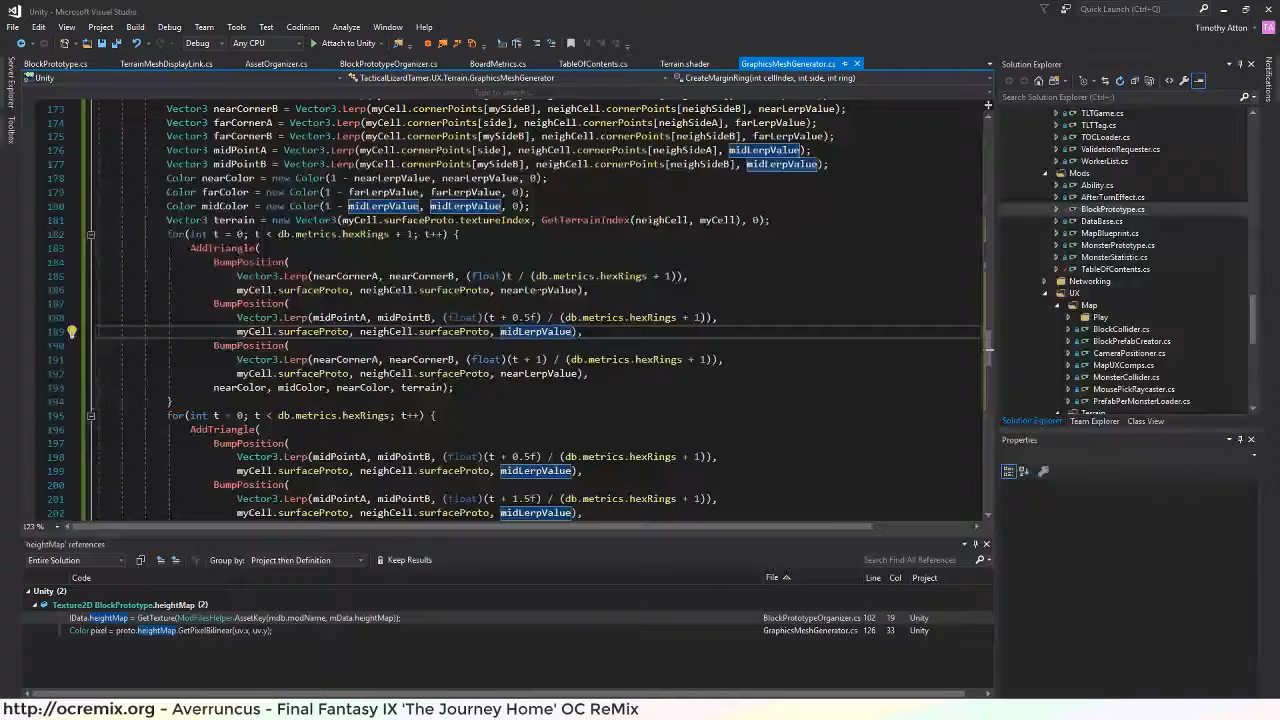 Unity - Microsoft Visual Studio
Quick Launch (Ctrl+Q)
File Edit View Project Build Debug Team Tools Test Codinion Analyze Window Help
Timothy Atton TA
Debug Any CPU Attach to Unity
BlockPrototype.cs TerrainMeshDisplayLink.cs AssetOrganizer.cs BlockPrototypeOrganizer.cs BoardMetrics.cs TableOfContents.cs Terrain.shader GraphicsMeshGenerator.cs
Unity TacticalLizardTamer.UX.Terrain.GraphicsMeshGenerator CreateMarginRing(int cellIndex, int side, int ring)
Type to search...
173 Vector3 nearCornerB = Vector3.Lerp(myCell.cornerPoints[mySideB], neighCell.cornerPoints[neighSideB], nearLerpValue);
174 Vector3 farCornerA = Vector3.Lerp(myCell.cornerPoints[side], neighCell.cornerPoints[neighSideA], farLerpValue);
175 Vector3 farCornerB = Vector3.Lerp(myCell.cornerPoints[mySideB], neighCell.cornerPoints[neighSideB], farLerpValue);
176 Vector3 midPointA = Vector3.Lerp(myCell.cornerPoints[side], neighCell.cornerPoints[neighSideA], midLerpValue);
177 Vector3 midPointB = Vector3.Lerp(myCell.cornerPoints[mySideB], neighCell.cornerPoints[neighSideB], midLerpValue);
178 Color nearColor = new Color(1 - nearLerpValue, nearLerpValue, 0);
179 Color farColor = new Color(1 - farLerpValue, farLerpValue, 0);
180 Color midColor = new Color(1 - midLerpValue, midLerpValue, 0);
181 Vector3 terrain = new Vector3(myCell.surfaceProto.textureIndex, GetTerrainIndex(neighCell, myCell), 0);
182 for(int t = 0; t < db.metrics.hexRings + 1; t++) {
183 AddTriangle(
184 BumpPosition(
185 Vector3.Lerp(nearCornerA, nearCornerB, (float)t / (db.metrics.hexRings + 1)),
186 myCell.surfaceProto, neighCell.surfaceProto, nearLerpValue),
187 BumpPosition(
188 Vector3.Lerp(midPointA, midPointB, (float)(t + 0.5f) / (db.metrics.hexRings + 1)),
189 myCell.surfaceProto, neighCell.surfaceProto, midLerpValue),
190 BumpPosition(
191 Vector3.Lerp(nearCornerA, nearCornerB, (float)(t + 1) / (db.metrics.hexRings + 1)),
192 myCell.surfaceProto, neighCell.surfaceProto, nearLerpValue),
193 nearColor, midColor, nearColor, terrain);
194 }
195 for(int t = 0; t < db.metrics.hexRings; t++) {
196 AddTriangle(
197 BumpPosition(
198 Vector3.Lerp(midPointA, midPointB, (float)(t + 0.5f) / (db.metrics.hexRings + 1)),
199 myCell.surfaceProto, neighCell.surfaceProto, midLerpValue),
200 BumpPosition(
201 Vector3.Lerp(midPointA, midPointB, (float)(t + 1.5f) / (db.metrics.hexRings + 1)),
202 myCell.surfaceProto, neighCell.surfaceProto, midLerpValue),
123 %
Server Explorer
Toolbox
Notifications
Solution Explorer
Search Solution Explorer (Ctrl+;)
TLTGame.cs
TLTTag.cs
TOCLoader.cs
ValidationRequester.cs
WorkerList.cs
Mods
Ability.cs
AfterTurnEffect.cs
BlockPrototype.cs
DataBase.cs
MapBlueprint.cs
MonsterPrototype.cs
MonsterStatistic.cs
TableOfContents.cs
Networking
UX
Map
Play
BlockCollider.cs
BlockPrefabCreator.cs
CameraPositioner.cs
MapUXComps.cs
MonsterCollider.cs
MousePickRaycaster.cs
PrefabPerMonsterLoader.cs
Terrain
Solution Explorer Team Explorer Class View
Properties
'heightMap' references
Entire Solution Group by: Project then Definition Keep Results Search Find All References
Code File Line Col Project
Unity (2)
Texture2D BlockPrototype.heightMap (2)
lData.heightMap = GetTexture(ModFilesHelper.AssetKey(mdb.modName, mData.heightMap)); BlockPrototypeOrganizer.cs 102 19 Unity
Color pixel = proto.heightMap.GetPixelBilinear(uv.x, uv.y); GraphicsMeshGenerator.cs 126 33 Unity
http://ocremix.org - Averruncus - Final Fantasy IX 'The Journey Home' OC ReMix